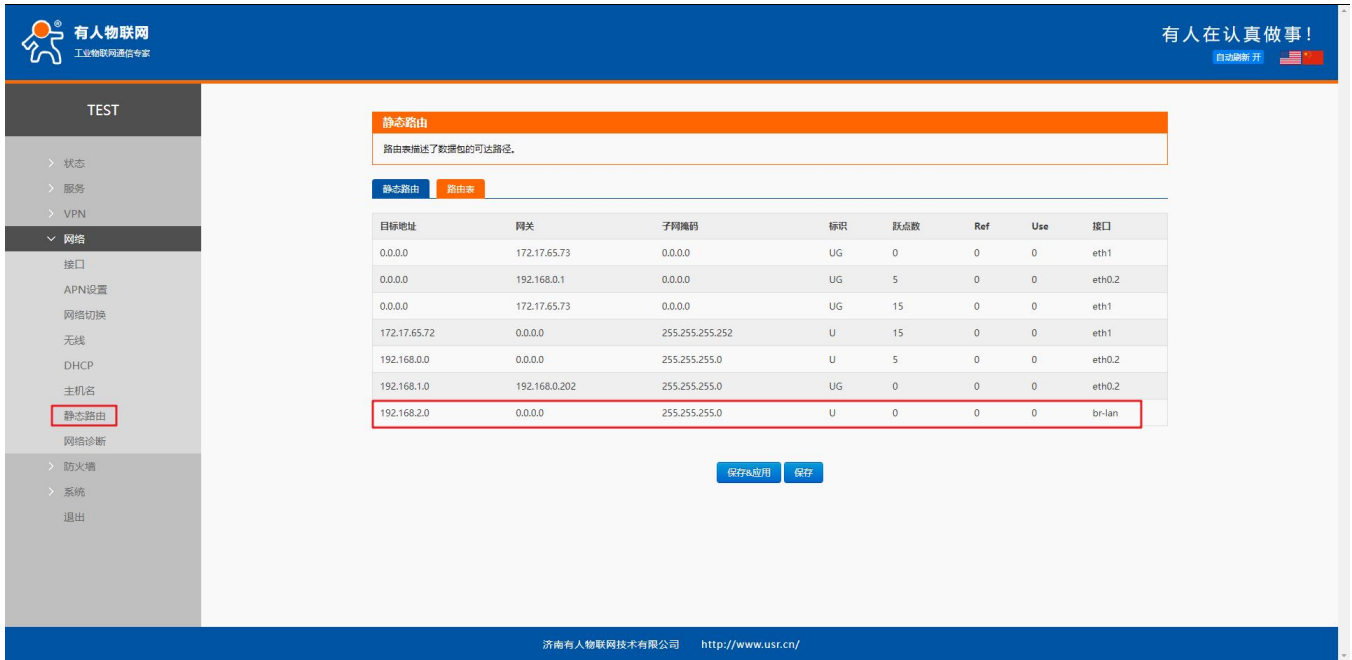 有人物联网
工业物联网通信专家
有人在认真做事!
自动刷新 开
TEST
状态
服务
VPN
网络
接口
APN设置
网络切换
无线
DHCP
主机名
静态路由
网络诊断
防火墙
系统
退出
静态路由
路由表描述了数据包的可达路径。
静态路由 路由表
目标地址 网关 子网掩码 标识 跃点数 Ref Use 接口
0.0.0.0 172.17.65.73 0.0.0.0 UG 0 0 0 eth1
0.0.0.0 192.168.0.1 0.0.0.0 UG 5 0 0 eth0.2
0.0.0.0 172.17.65.73 0.0.0.0 UG 15 0 0 eth1
172.17.65.72 0.0.0.0 255.255.255.252 U 15 0 0 eth1
192.168.0.0 0.0.0.0 255.255.255.0 U 5 0 0 eth0.2
192.168.1.0 192.168.0.202 255.255.255.0 UG 0 0 0 eth0.2
192.168.2.0 0.0.0.0 255.255.255.0 U 0 0 0 br-lan
保存&应用 保存
济南有人物联网技术有限公司 http://www.usr.cn/